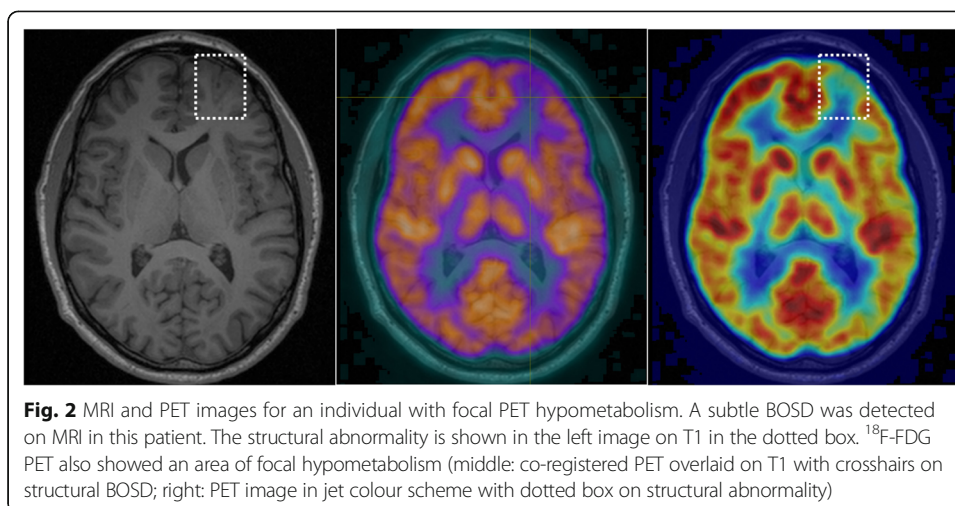 Fig. 2 MRI and PET images for an individual with focal PET hypometabolism. A subtle BOSD was detected
on MRI in this patient. The structural abnormality is shown in the left image on T1 in the dotted box. ¹⁸F-FDG
PET also showed an area of focal hypometabolism (middle: co-registered PET overlaid on T1 with crosshairs on
structural BOSD; right: PET image in jet colour scheme with dotted box on structural abnormality)